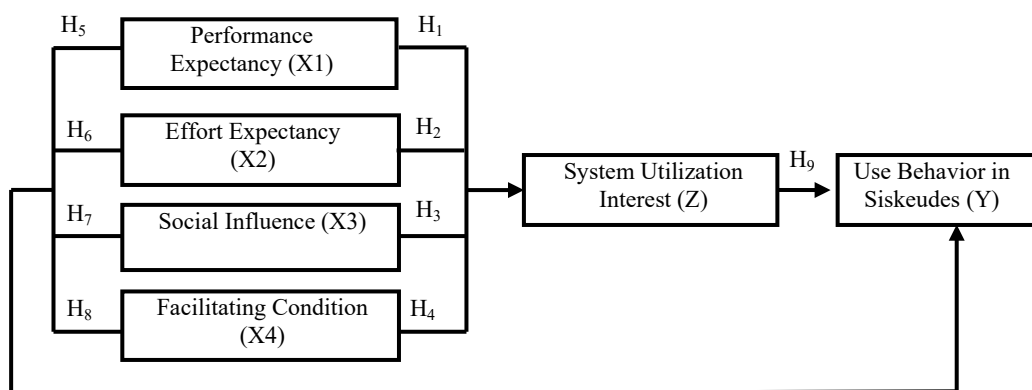 H₅
Performance
Expectancy (X1)
H₁
H₆
Effort Expectancy
(X2)
H₂
H₇
Social Influence (X3)
H₃
H₈
Facilitating Condition
(X4)
H₄
System Utilization
Interest (Z)
H₉
Use Behavior in
Siskeudes (Y)